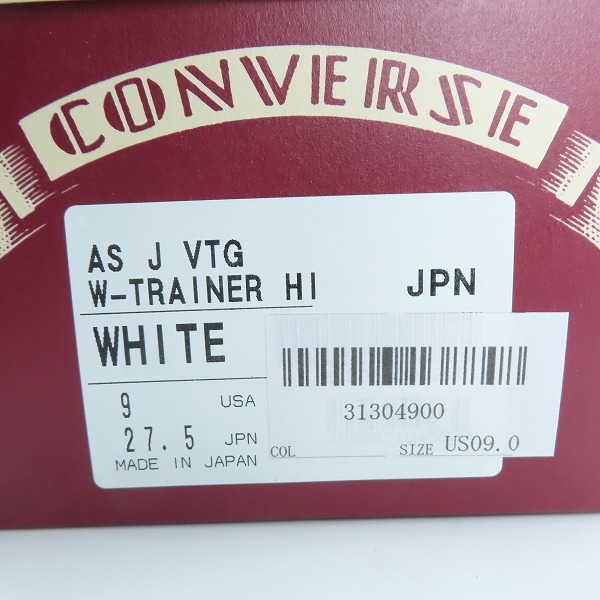 CONVERSE
AS J VTG
W-TRAINER HI JPN
WHITE
9 USA
27.5 JPN
MADE IN JAPAN
31304900
COL SIZE US09.0